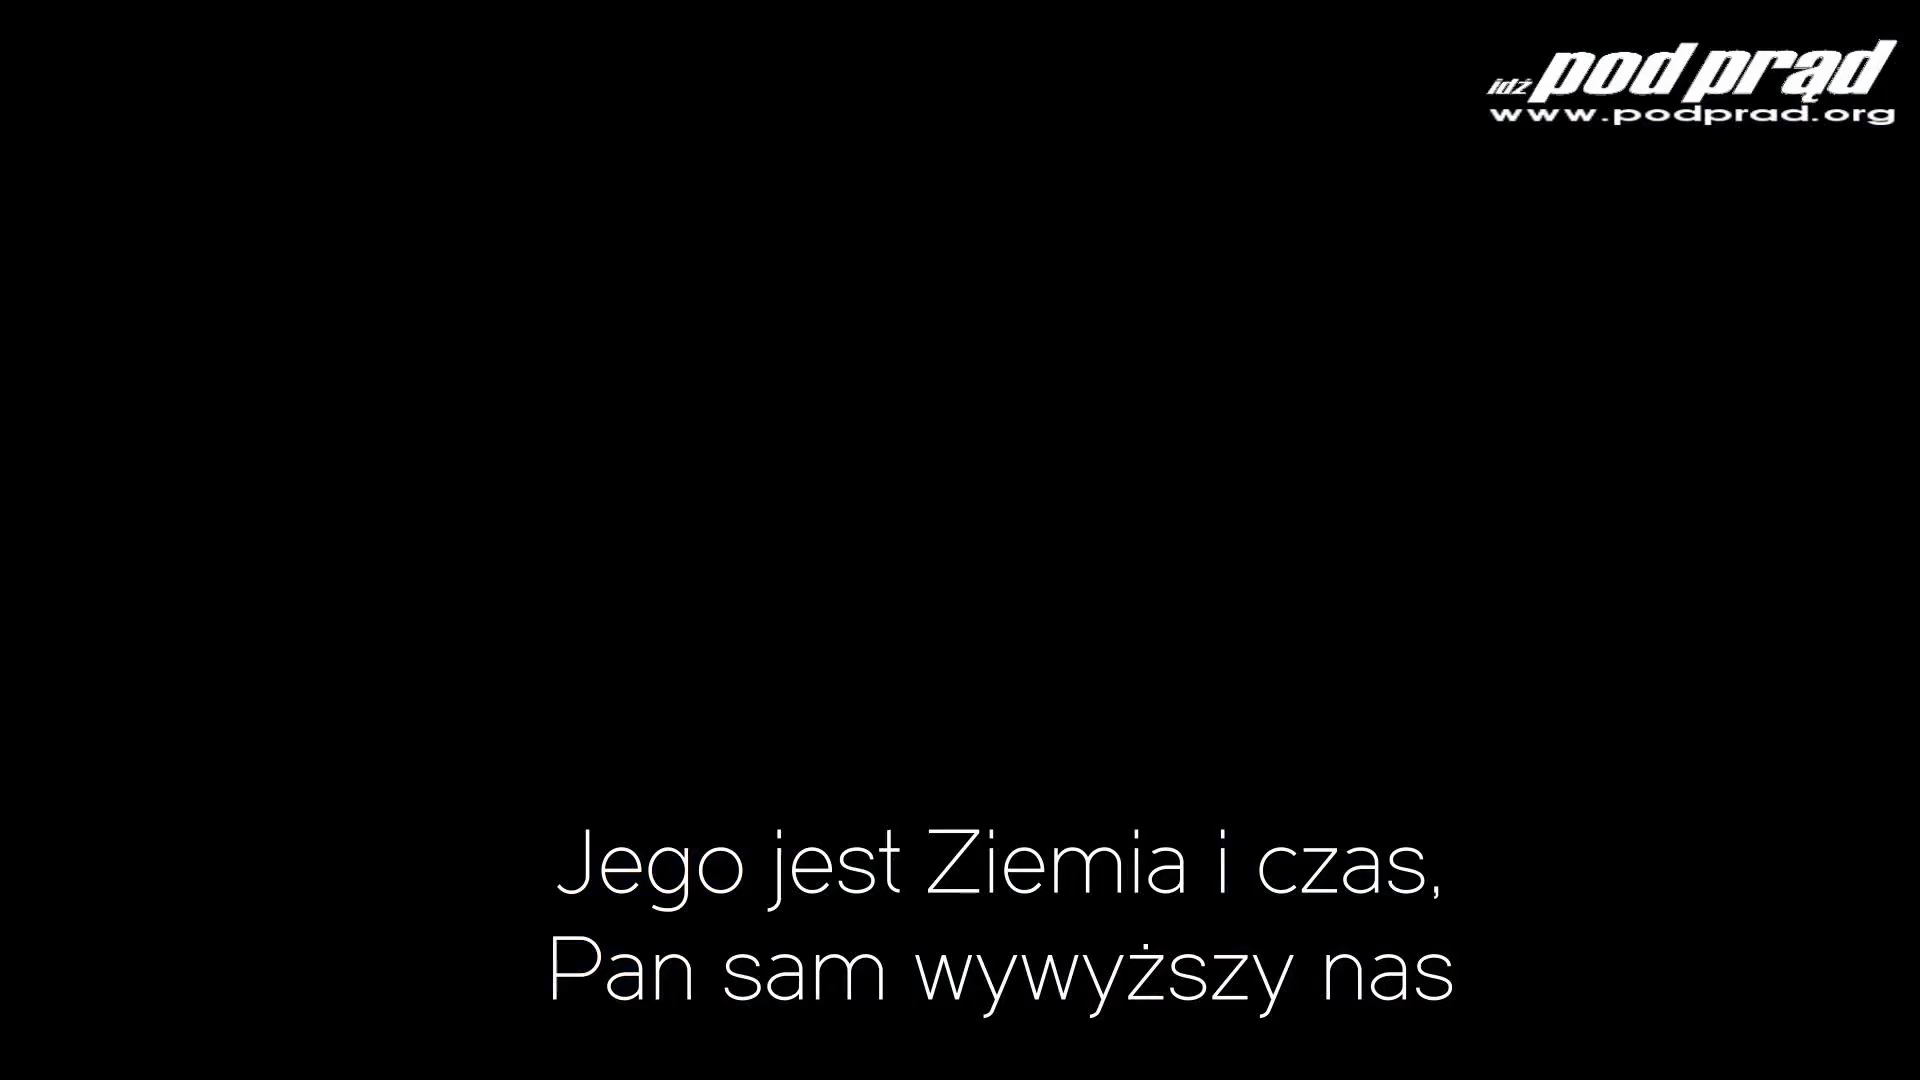 idź pod prąd
www.podprad.org
Jego jest Ziemia i czas,
Pan sam wywyższy nas